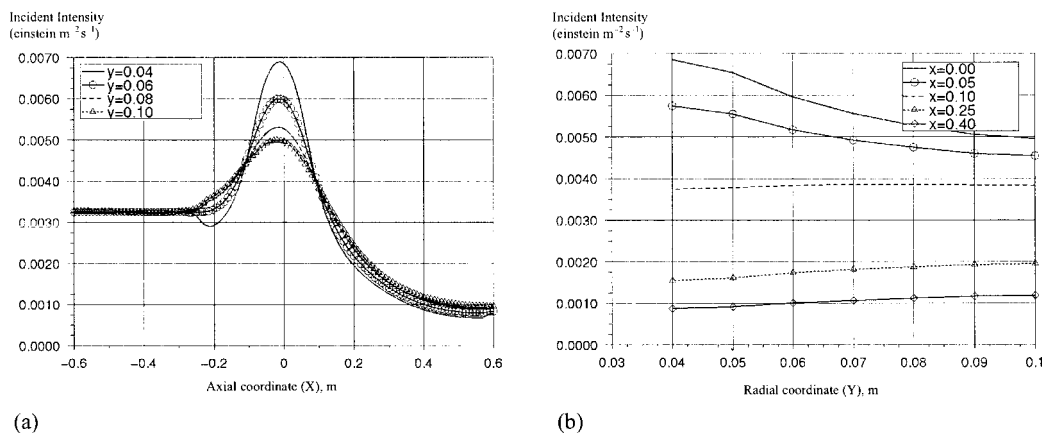 Incident Intensity
(einstein m⁻²s⁻¹)
0.0070
0.0060
0.0050
0.0040
0.0030
0.0020
0.0010
0.0000
y=0.04
y=0.06
y=0.08
y=0.10
−0.6
−0.4
−0.2
0
0.2
0.4
0.6
Axial coordinate (X), m
(a)
Incident Intensity
(einstein m⁻²s⁻¹)
0.0070
0.0060
0.0050
0.0040
0.0030
0.0020
0.0010
0.0000
x=0.00
x=0.05
x=0.10
x=0.25
x=0.40
0.03
0.04
0.05
0.06
0.07
0.08
0.09
0.1
Radial coordinate (Y), m
(b)